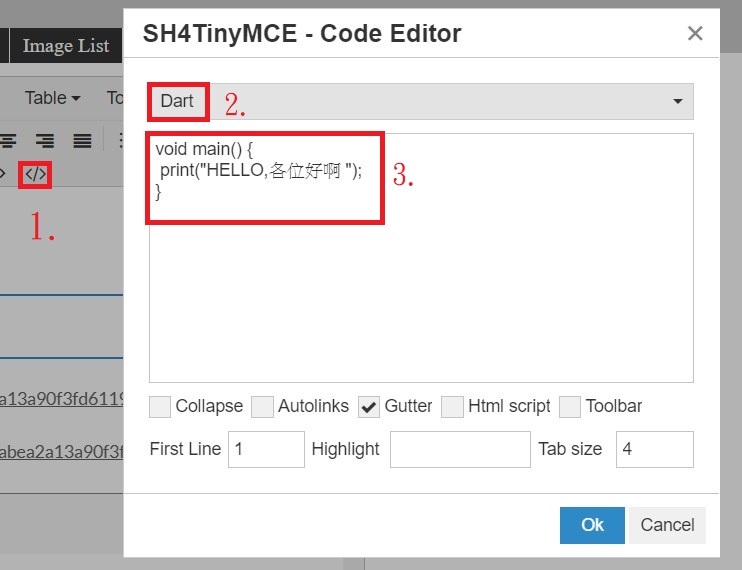 SH4TinyMCE - Code Editor
×
Image List
Table
To
</>
1.
Dart
2.
void main() {
print("HELLO,各位好啊 ");
}
3.
a13a90f3fd6119
abea2a13a90f3f
Collapse Autolinks Gutter Html script Toolbar
First Line 1 Highlight Tab size 4
Ok Cancel